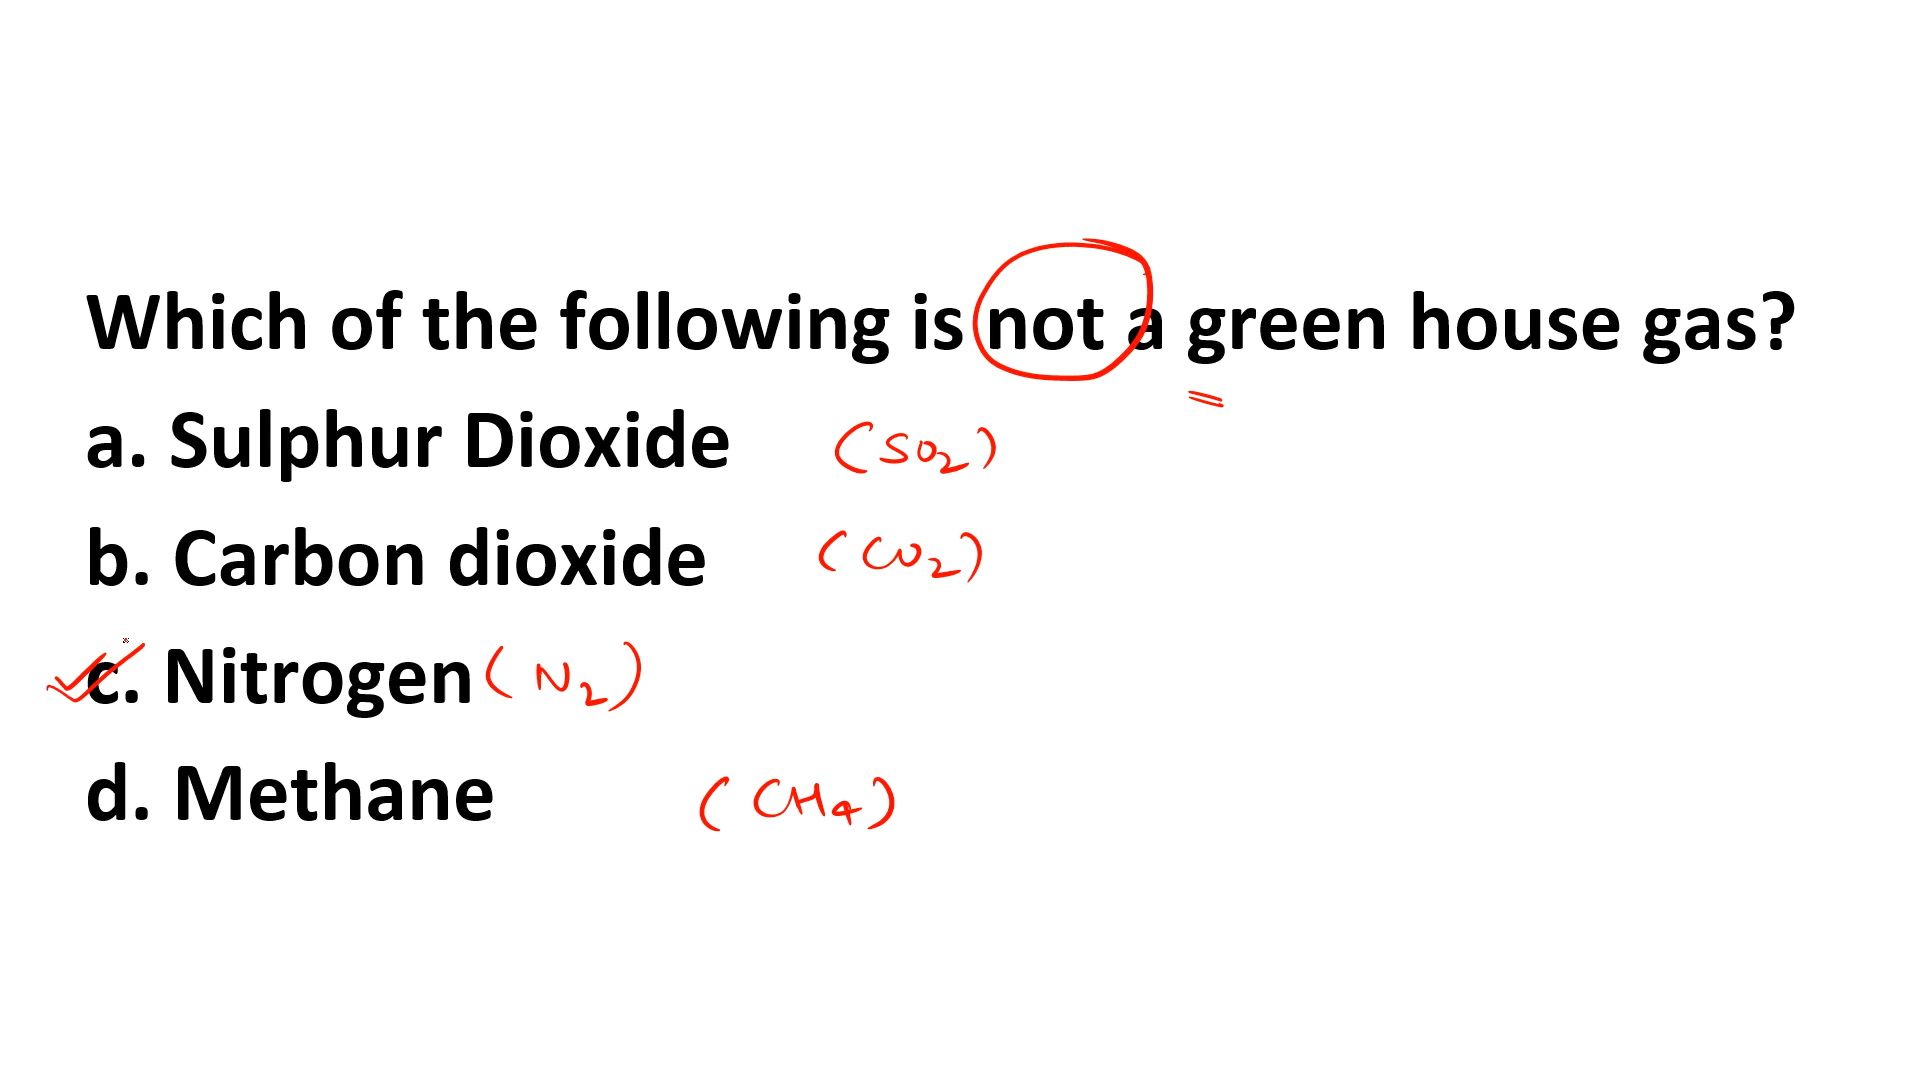 Which of the following is not a green house gas?
a. Sulphur Dioxide (SO2)
b. Carbon dioxide (CO2)
c. Nitrogen (N2)
d. Methane (CH4)